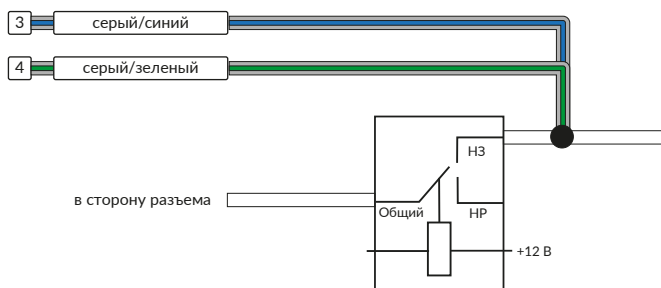 3 серый/синий
4 серый/зеленый
НЗ
в сторону разъема
Общий НР
+12 В